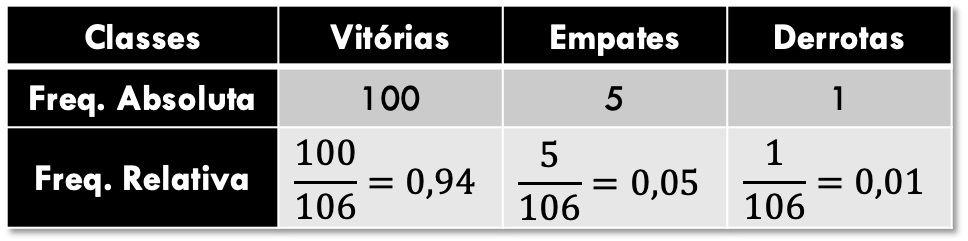 Classes Vitórias Empates Derrotas
Freq. Absoluta 100 5 1
Freq. Relativa 100/106 = 0,94 5/106 = 0,05 1/106 = 0,01